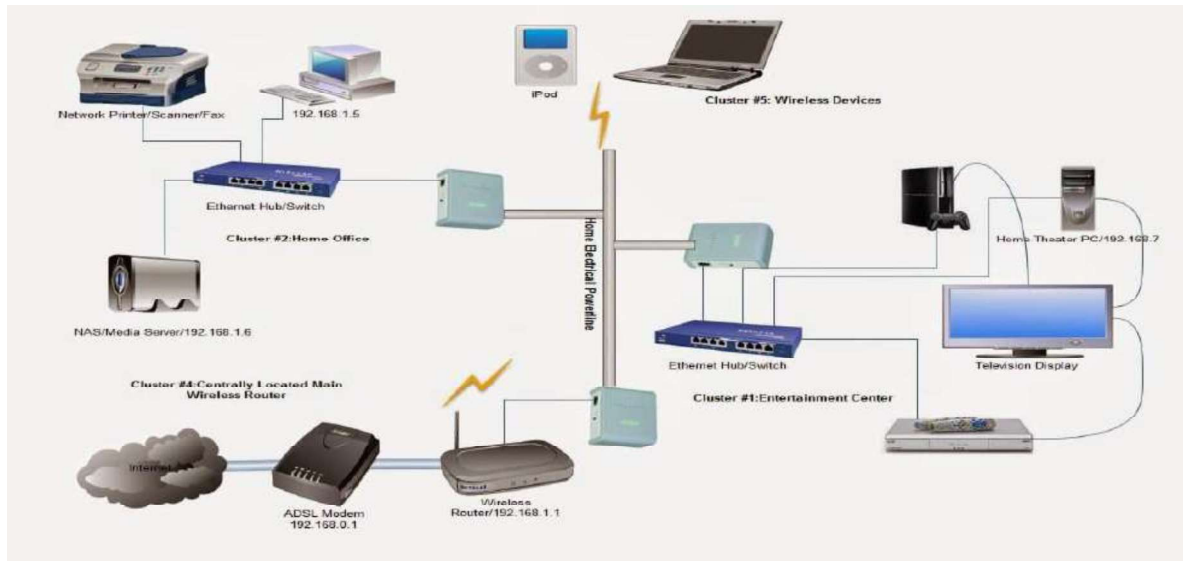 iPod
Cluster #5: Wireless Devices
Network Printer/Scanner/Fax
192.168.1.5
Ethernet Hub/Switch
Cluster #2:Home Office
NAS/Media Server/192.168.1.6
Home Electrical Powerline
Home Theater PC/192.168.7
Television Display
Ethernet Hub/Switch
Cluster #1:Entertainment Center
Cluster #4:Centrally Located Main
Wireless Router
Internet
ADSL Modem
192.168.0.1
Wireless
Router/192.168.1.1